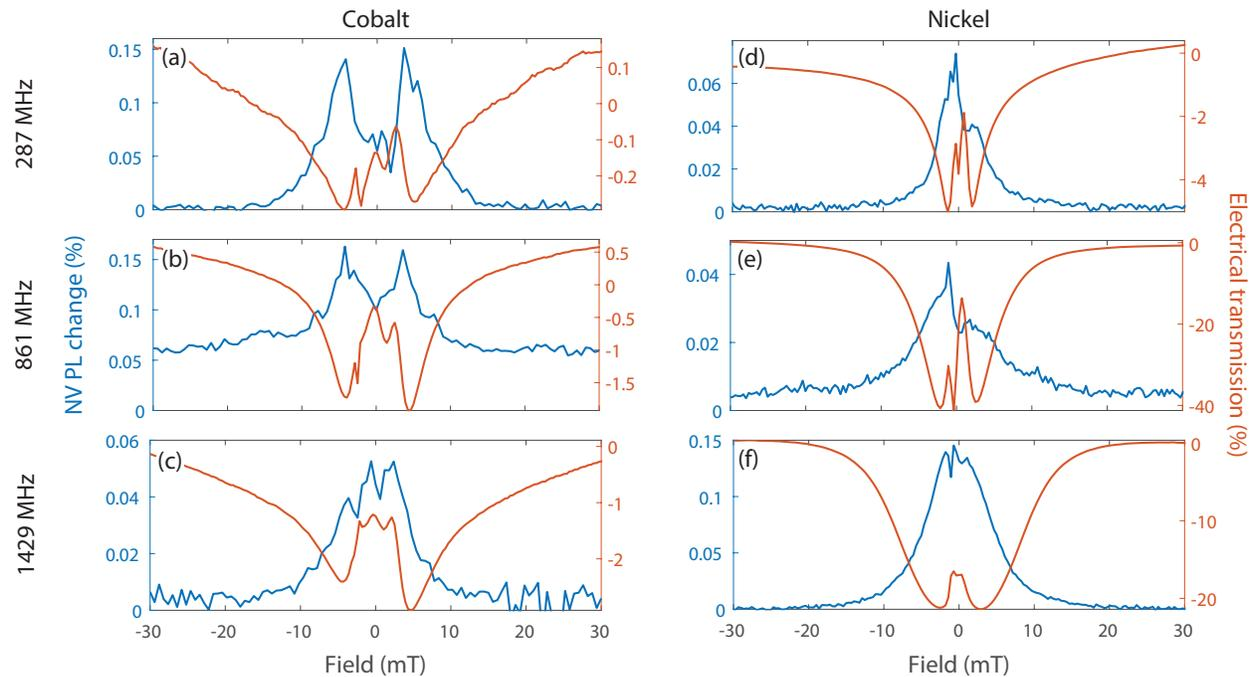 Cobalt
Nickel
287 MHz
(a)
0.15
0.1
0.05
0
0.1
0
-0.1
-0.2
(d)
0.06
0.04
0.02
0
0
-2
-4
861 MHz
NV PL change (%)
(b)
0.15
0.1
0.05
0
0.5
0
-0.5
-1
-1.5
(e)
0.04
0.02
0
0
-20
-40
Electrical transmission (%)
1429 MHz
(c)
0.06
0.04
0.02
0
0
-1
-2
(f)
0.15
0.1
0.05
0
0
-10
-20
-30 -20 -10 0 10 20 30
-30 -20 -10 0 10 20 30
Field (mT)
Field (mT)